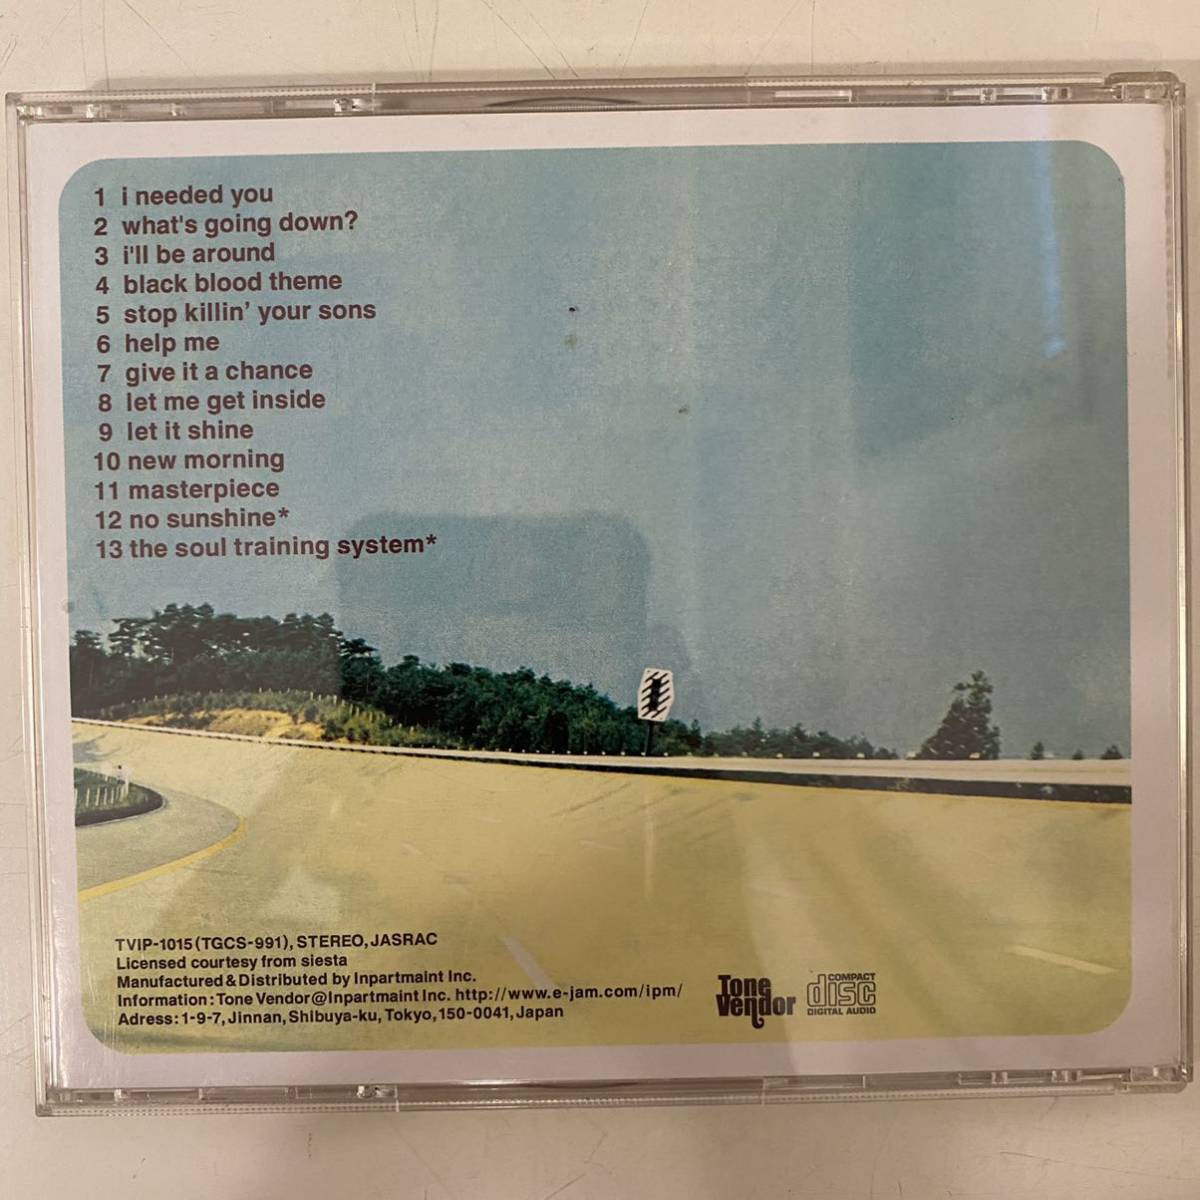 1 i needed you
2 what's going down?
3 i'll be around
4 black blood theme
5 stop killin' your sons
6 help me
7 give it a chance
8 let me get inside
9 let it shine
10 new morning
11 masterpiece
12 no sunshine*
13 the soul training system*
TVIP-1015(TGCS-991), STEREO, JASRAC
Licensed courtesy from siesta
Manufactured & Distributed by Inpartmaint Inc.
Information : Tone Vendor@Inpartmaint Inc. http://www.e-jam.com/ipm/
Adress : 1-9-7, Jinnan, Shibuya-ku, Tokyo, 150-0041, Japan
Tone
Vendor
COMPACT
disc
DIGITAL AUDIO